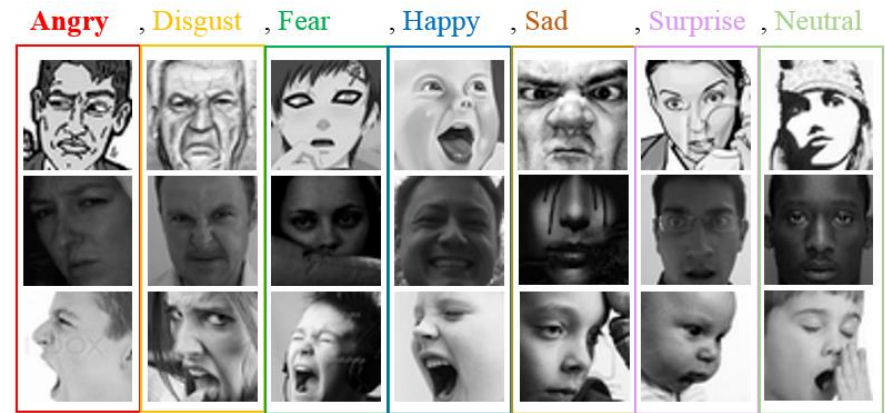 Angry , Disgust , Fear , Happy , Sad , Surprise , Neutral